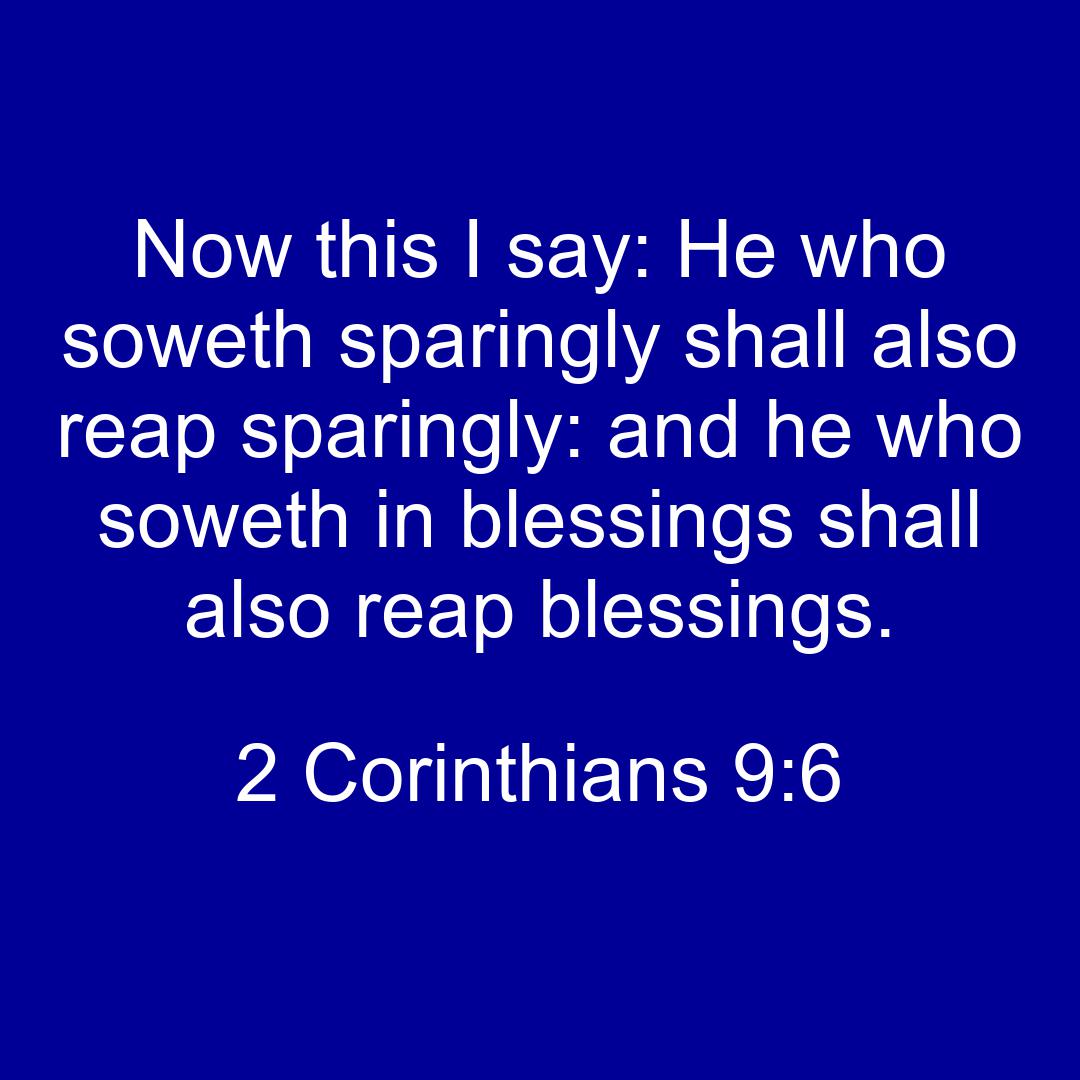 Now this I say: He who
soweth sparingly shall also
reap sparingly: and he who
soweth in blessings shall
also reap blessings.
2 Corinthians 9:6